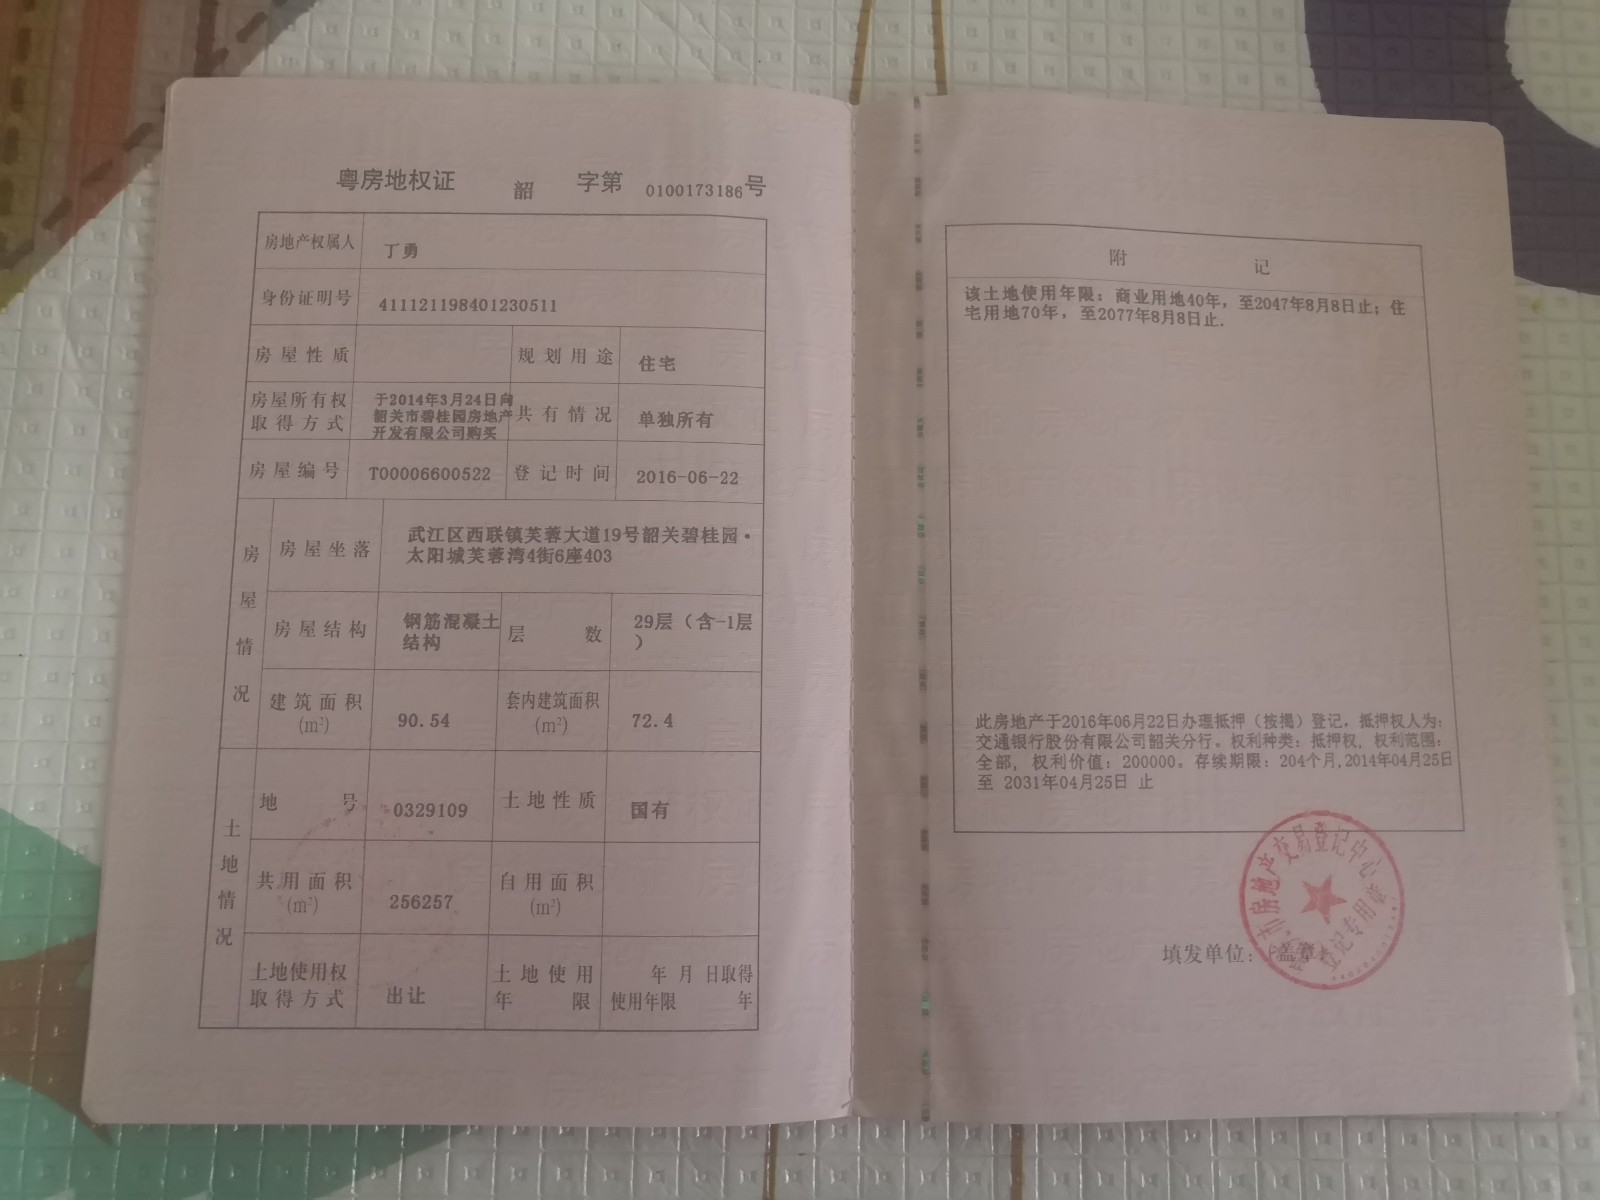 粤房地权证 韶 字第 0100173186号
房地产权属人 丁勇
身份证明号 411121198401230511
房屋性质 规划用途 住宅
房屋所有权取得方式 于2014年3月24日向
韶关市碧桂园房地产
开发有限公司购买
共有情况 单独所有
房屋编号 T00006600522 登记时间 2016-06-22
房屋情况
房屋坐落 武江区西联镇芙蓉大道19号韶关碧桂园·
太阳城芙蓉湾4街6座403
房屋结构 钢筋混凝土
结构
层数 29层（含-1层
）
建筑面积(m²) 90.54 套内建筑面积(m²) 72.4
土地情况
地号 0329109 土地性质 国有
共用面积(m²) 256257 自用面积(m²)
土地使用权取得方式 出让 土地使用年限 年 月 日取得
使用年限 年
附 记
该土地使用年限：商业用地40年，至2047年8月8日止；住
宅用地70年，至2077年8月8日止.
此房地产于2016年06月22日办理抵押（按揭）登记，抵押权人为：
交通银行股份有限公司韶关分行。权利种类：抵押权，权利范围：
全部，权利价值：200000。存续期限：204个月,2014年04月25日
至 2031年04月25日 止
填发单位：（盖章）
市房地产交易登记中心
登记专用章